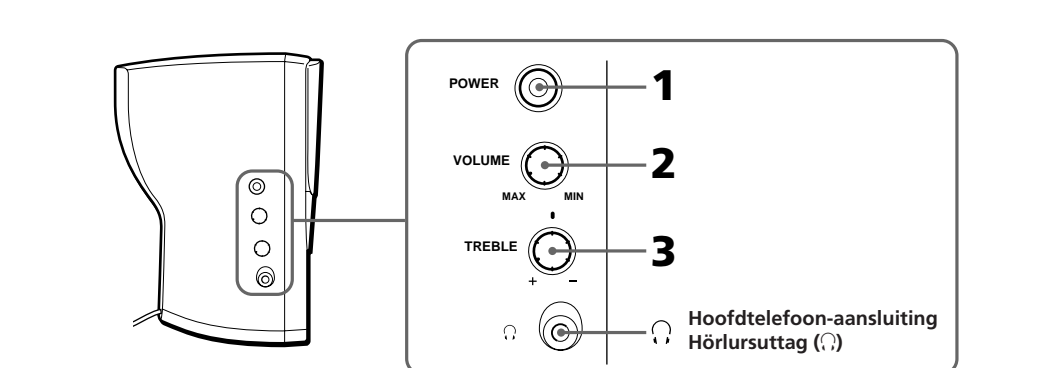 POWER
1
VOLUME
2
MAX MIN
TREBLE
3
+ −
Hoofdtelefoon-aansluiting
Hörlursuttag (🎧)